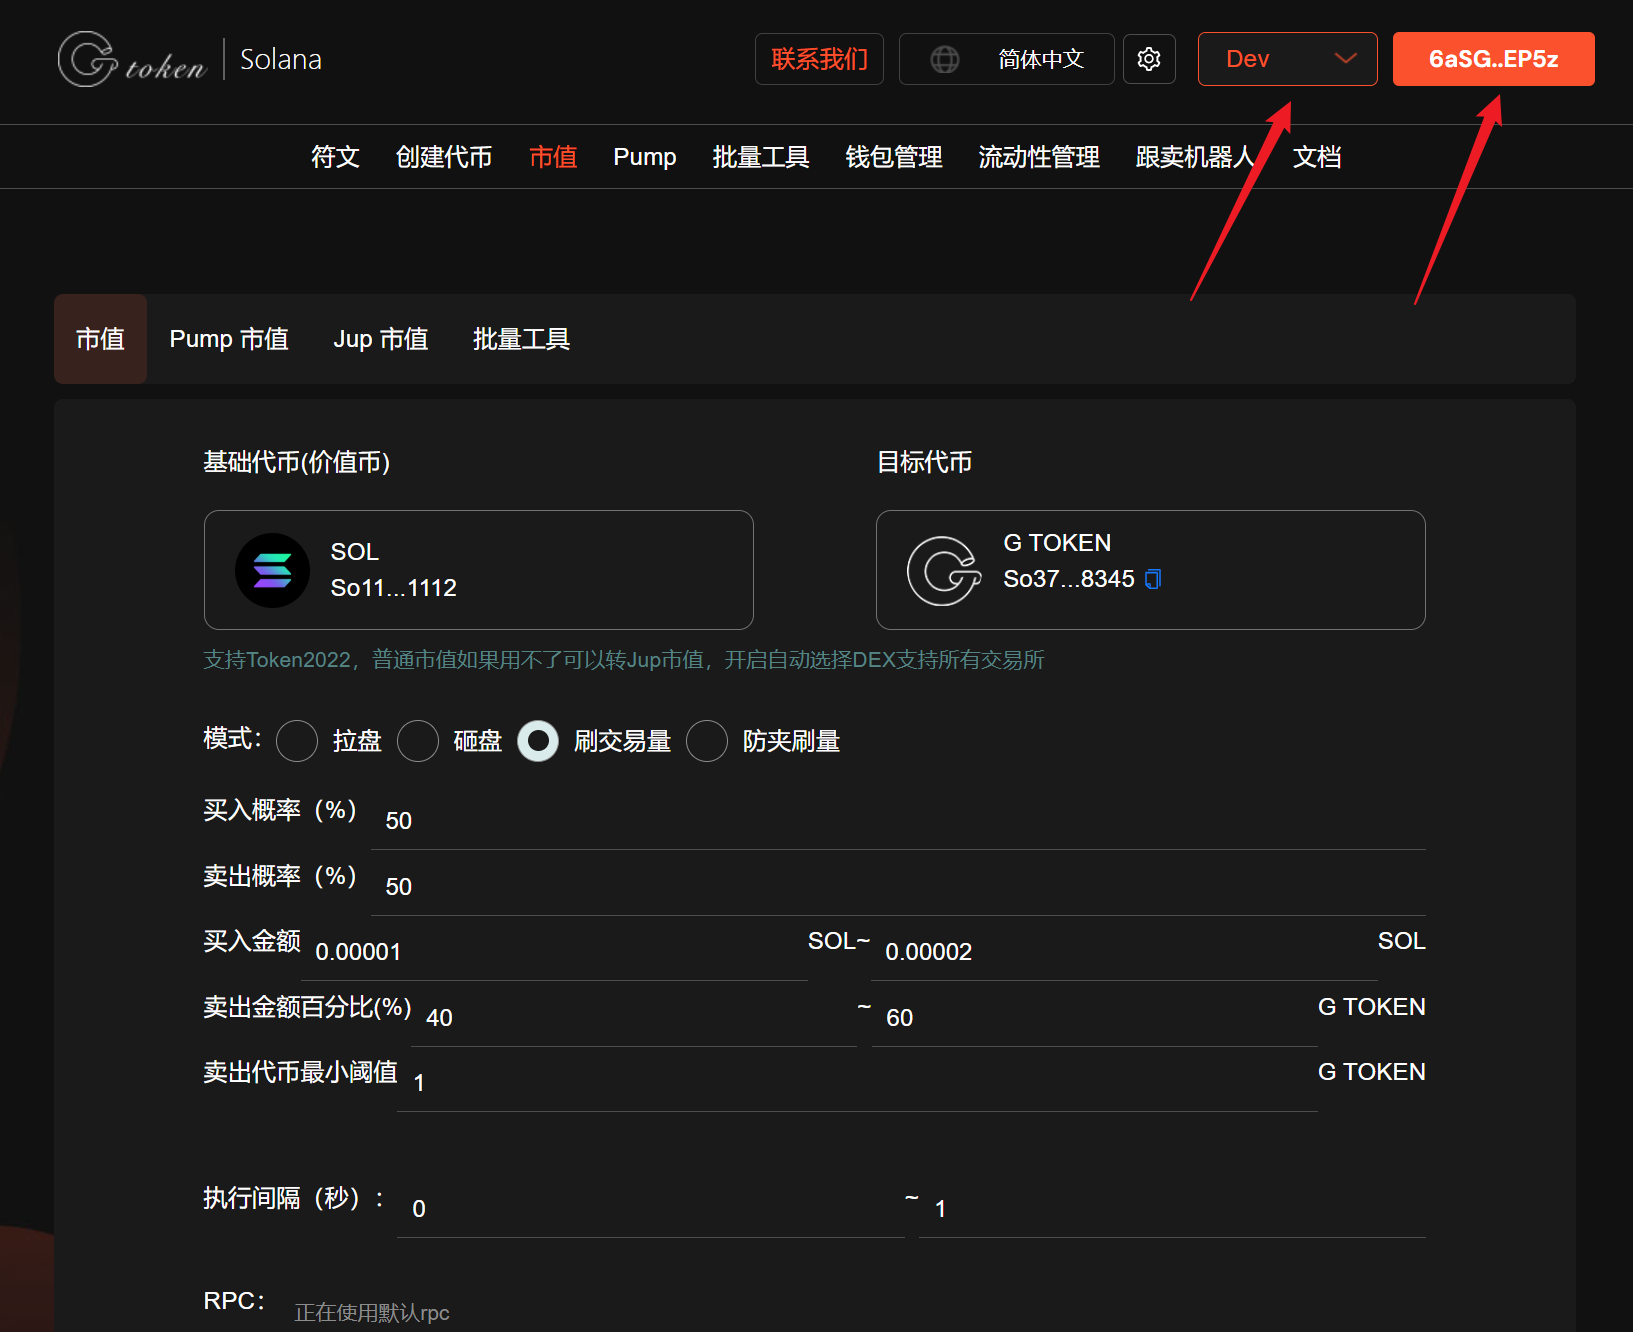 G token | Solana
联系我们
简体中文
Dev
6aSG..EP5z
符文 创建代币 市值 Pump 批量工具 钱包管理 流动性管理 跟卖机器人 文档
市值 Pump 市值 Jup 市值 批量工具
基础代币(价值币)
目标代币
SOL
So11...1112
G TOKEN
So37...8345
支持Token2022，普通市值如果用不了可以转Jup市值，开启自动选择DEX支持所有交易所
模式： 拉盘 砸盘 刷交易量 防夹刷量
买入概率（%） 50
卖出概率（%） 50
买入金额 0.00001 SOL~ 0.00002 SOL
卖出金额百分比(%) 40 ~ 60 G TOKEN
卖出代币最小阈值 1 G TOKEN
执行间隔（秒）： 0 ~ 1
RPC： 正在使用默认rpc